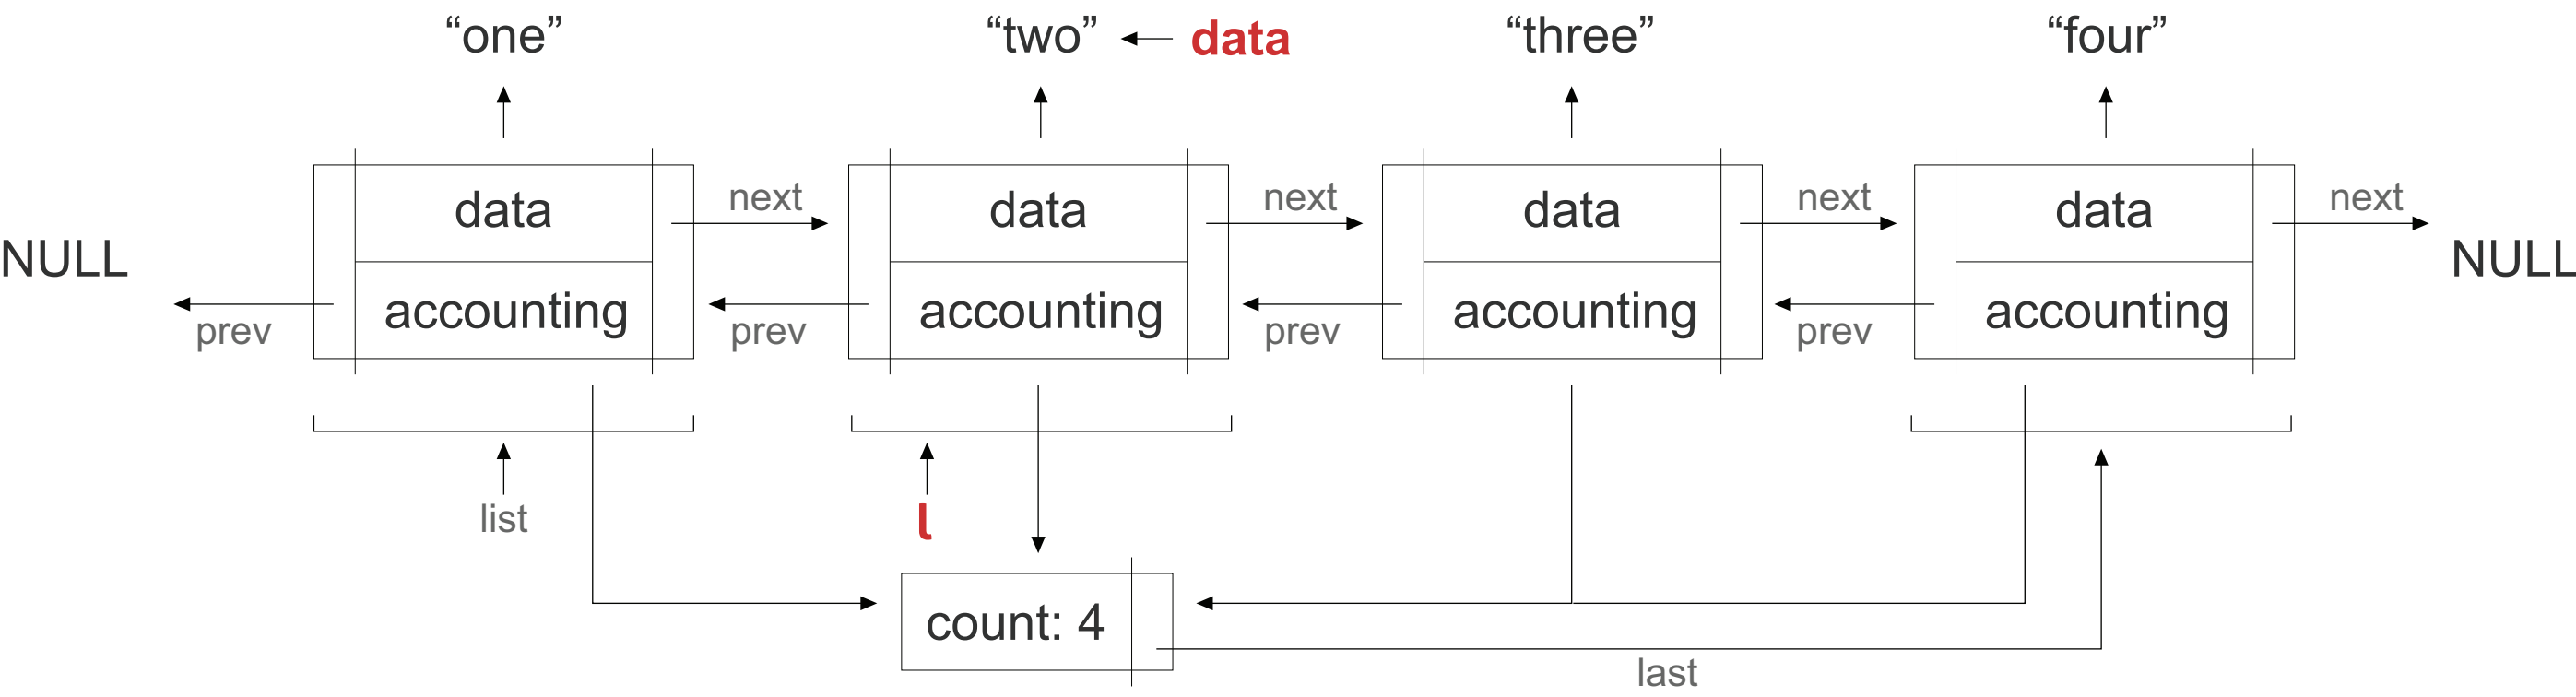 “one” “two” data “three” “four”
data next data next data next data next
NULL NULL
prev accounting prev accounting prev accounting prev accounting
list l
count: 4
last